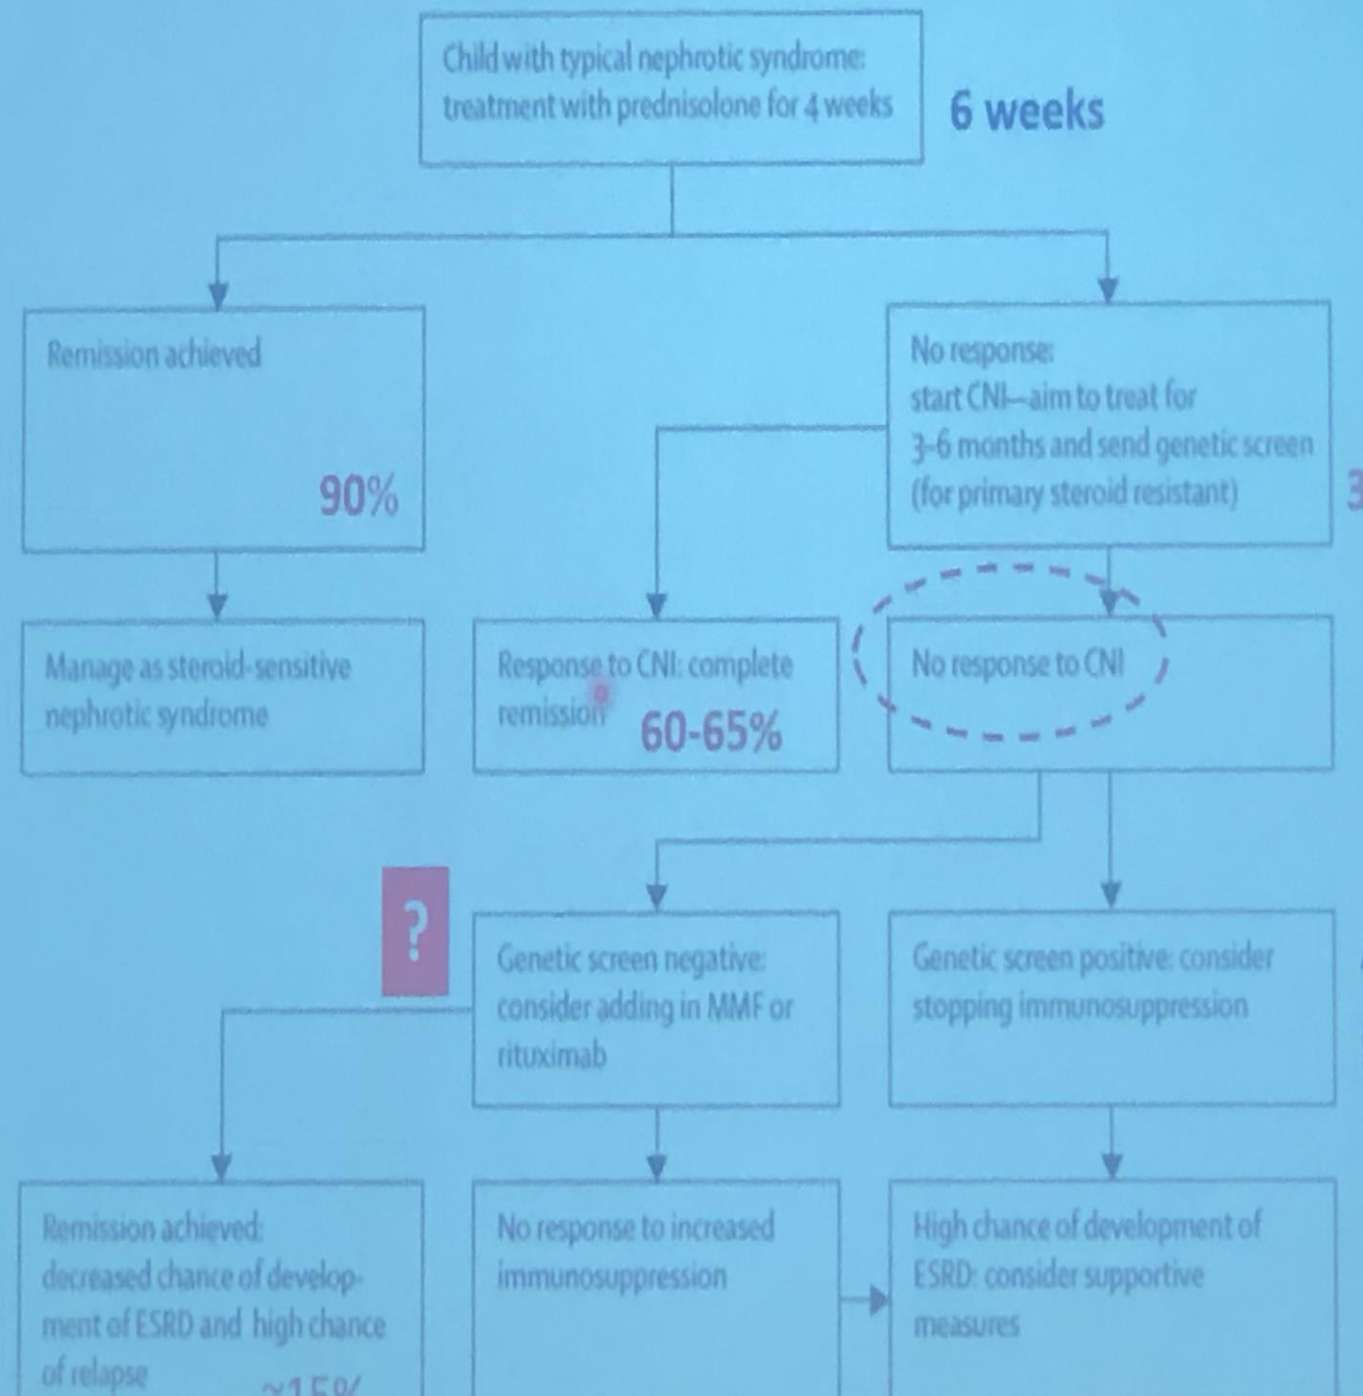 Child with typical nephrotic syndrome:
treatment with prednisolone for 4 weeks
6 weeks
Remission achieved
90%
No response:
start CNI—aim to treat for
3-6 months and send genetic screen
(for primary steroid resistant)
3
Manage as steroid-sensitive
nephrotic syndrome
Response to CNI: complete
remission
60-65%
No response to CNI
?
Genetic screen negative:
consider adding in MMF or
rituximab
Genetic screen positive: consider
stopping immunosuppression
Remission achieved:
decreased chance of develop-
ment of ESRD and high chance
of relapse
~15%
No response to increased
immunosuppression
High chance of development of
ESRD: consider supportive
measures